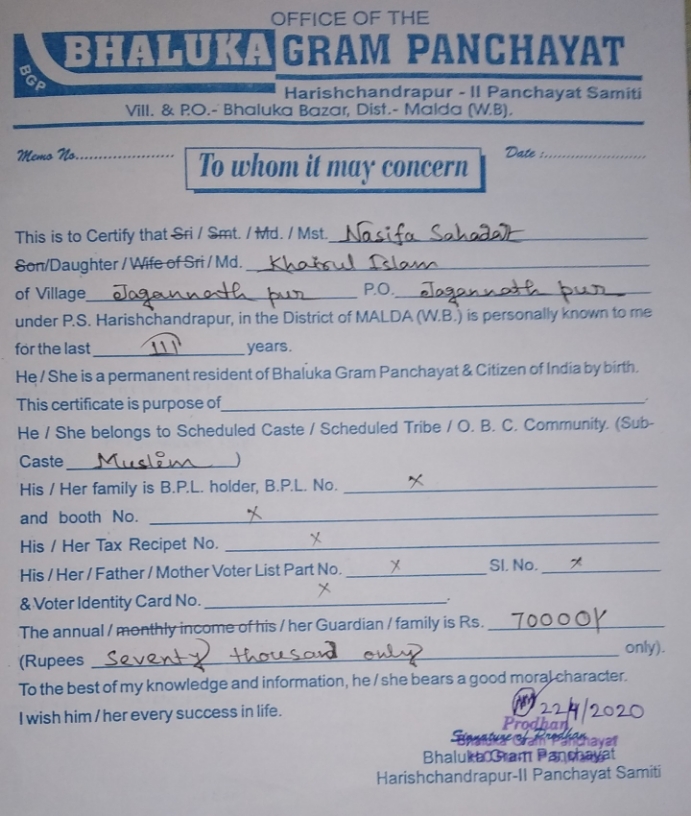 OFFICE OF THE
BHALUKA GRAM PANCHAYAT
BGP
Harishchandrapur - II Panchayat Samiti
Vill. & P.O.- Bhaluka Bazar, Dist.- Malda (W.B).
Memo No...................... Date :.......................
To whom it may concern
This is to Certify that Sri / Smt. / Md. / Mst. Nasifa Sahadat
Son/Daughter / Wife of Sri / Md. Khairul Islam
of Village Jagannath pur P.O. Jagannath pur
under P.S. Harishchandrapur, in the District of MALDA (W.B.) is personally known to me
for the last III years.
He / She is a permanent resident of Bhaluka Gram Panchayat & Citizen of India by birth.
This certificate is purpose of
He / She belongs to Scheduled Caste / Scheduled Tribe / O. B. C. Community. (Sub-
Caste Muslim )
His / Her family is B.P.L. holder, B.P.L. No. x
and booth No. x
His / Her Tax Recipet No. x
His / Her / Father / Mother Voter List Part No. x Sl. No. x
& Voter Identity Card No. x
The annual / monthly income of his / her Guardian / family is Rs. 70000/
(Rupees Seventy thousand only only).
To the best of my knowledge and information, he / she bears a good moral character.
I wish him / her every success in life. 22/4/2020
Prodhan
Signature of Prodhan
Bhaluka Gram Panchayat
Harishchandrapur-II Panchayat Samiti